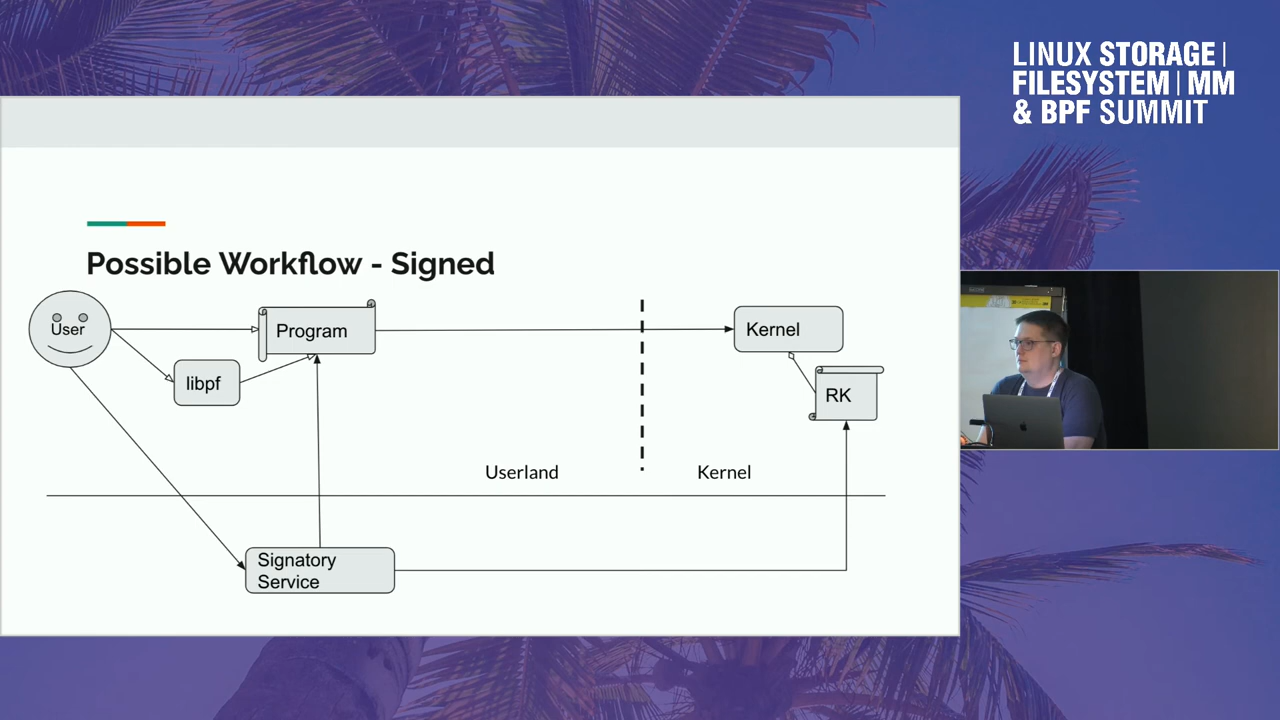 LINUX STORAGE |
FILESYSTEM | MM
& BPF SUMMIT
Possible Workflow - Signed
User
Program
Kernel
libpf
RK
Userland
Kernel
Signatory
Service